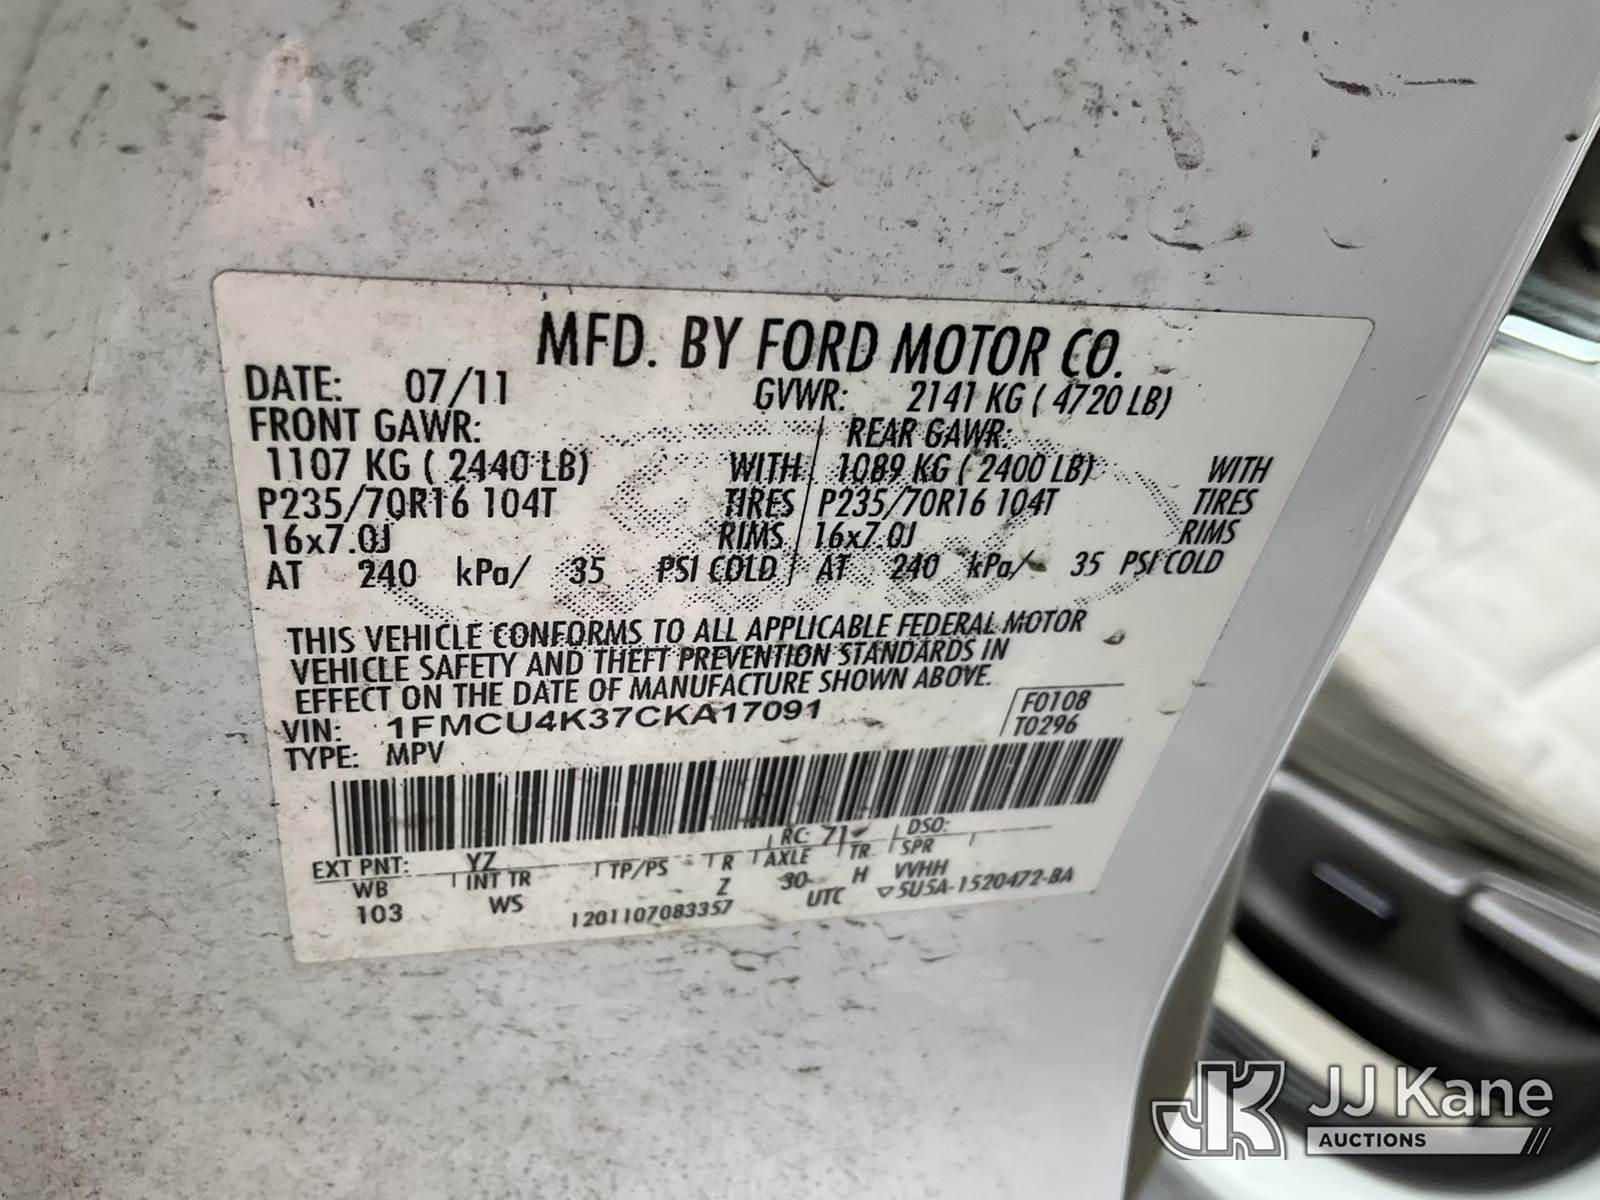 MFD. BY FORD MOTOR CO.
DATE: 07/11 GVWR: 2141 KG ( 4720 LB)
FRONT GAWR: REAR GAWR:
1107 KG ( 2440 LB) WITH 1089 KG ( 2400 LB) WITH
P235/70R16 104T TIRES P235/70R16 104T TIRES
16x7.0J RIMS 16x7.0J RIMS
AT 240 kPa/ 35 PSI COLD AT 240 kPa/ 35 PSI COLD
THIS VEHICLE CONFORMS TO ALL APPLICABLE FEDERAL MOTOR
VEHICLE SAFETY AND THEFT PREVENTION STANDARDS IN
EFFECT ON THE DATE OF MANUFACTURE SHOWN ABOVE.
VIN: 1FMCU4K37CKA17091 F0108
TYPE: MPV T0296
EXT PNT: YZ RC: 71 DSO:
WB INT TR TP/PS R AXLE TR SPR
103 WS Z 30 H VVHH
1201107083357 UTC 5U5A-1520472-BA
JK JJ Kane
AUCTIONS